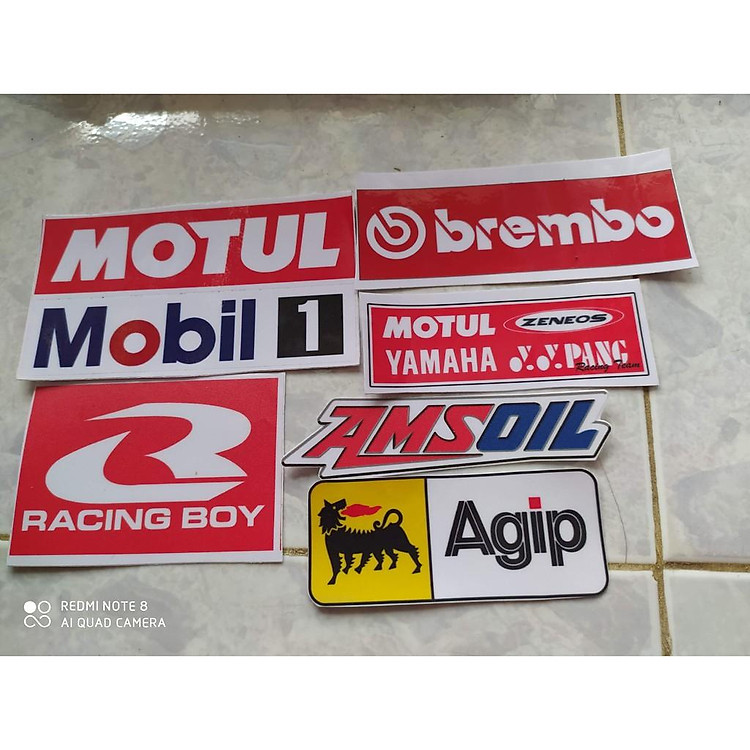 MOTUL
brembo
Mobil 1
MOTUL ZENEOS
YAMAHA Y.Y.PANG
Racing Team
AMSOIL
RACING BOY
Agip
REDMI NOTE 8
AI QUAD CAMERA